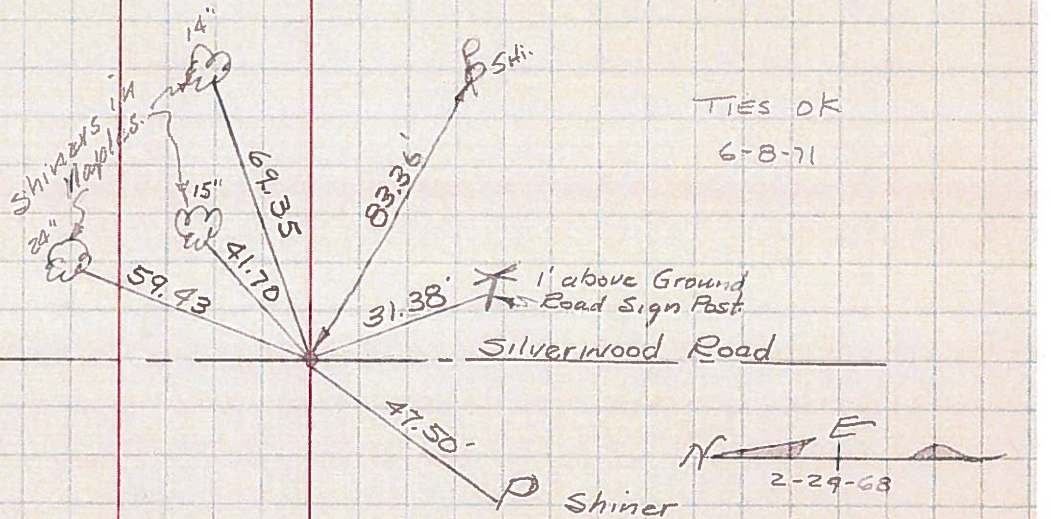 14"
SHI.
Shiners in
Maples.
TIES OK
6-8-71
69.35
83.36'
15"
24"
41.70
59.43
31.38'
1' above Ground
Road Sign Post
Silverwood Road
47.50-
N E
2-29-68
Shiner